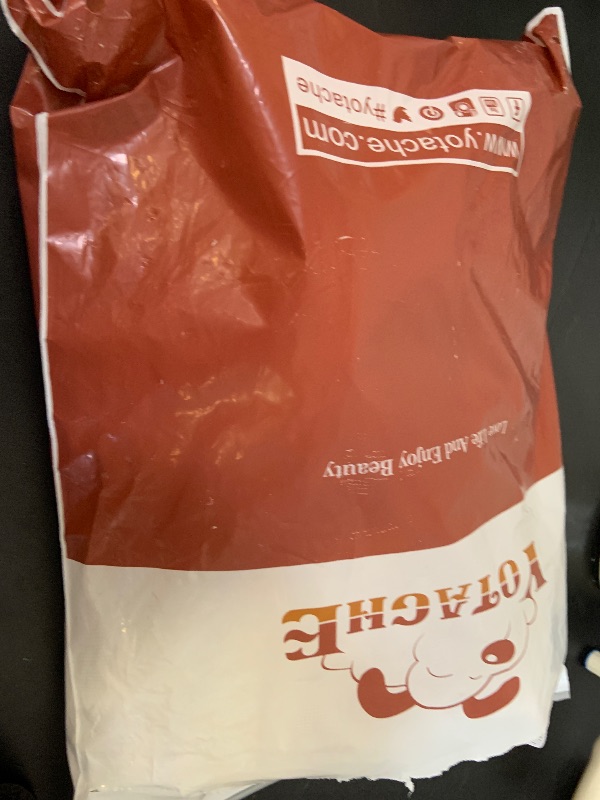 YOTACHE
Love Life And Enjoy Beauty
www.yotache.com
#yotache